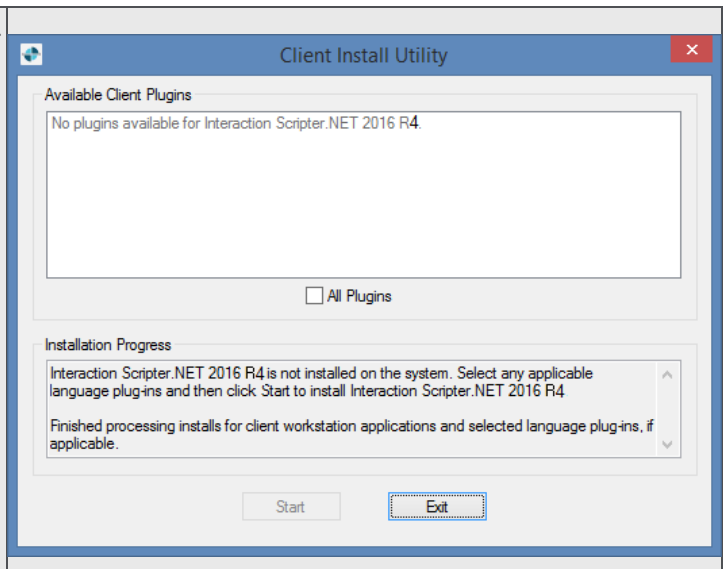 Client Install Utility
Available Client Plugins
No plugins available for Interaction Scripter.NET 2016 R4.
All Plugins
Installation Progress
Interaction Scripter.NET 2016 R4 is not installed on the system. Select any applicable
language plug-ins and then click Start to install Interaction Scripter.NET 2016 R4
Finished processing installs for client workstation applications and selected language plug-ins, if
applicable.
Start
Exit